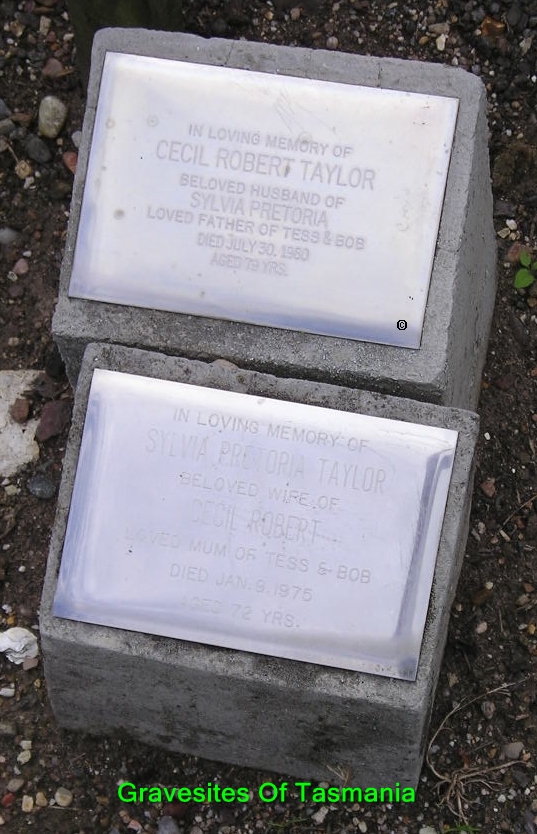 IN LOVING MEMORY OF
CECIL ROBERT TAYLOR
BELOVED HUSBAND OF
SYLVIA PRETORIA
LOVED FATHER OF TESS & BOB
DIED JULY 30, 1980
AGED 79 YRS.
©
IN LOVING MEMORY OF
SYLVIA PRETORIA TAYLOR
BELOVED WIFE OF
CECIL ROBERT
LOVED MUM OF TESS & BOB
DIED JAN. 9, 1975
AGED 72 YRS.
Gravesites Of Tasmania